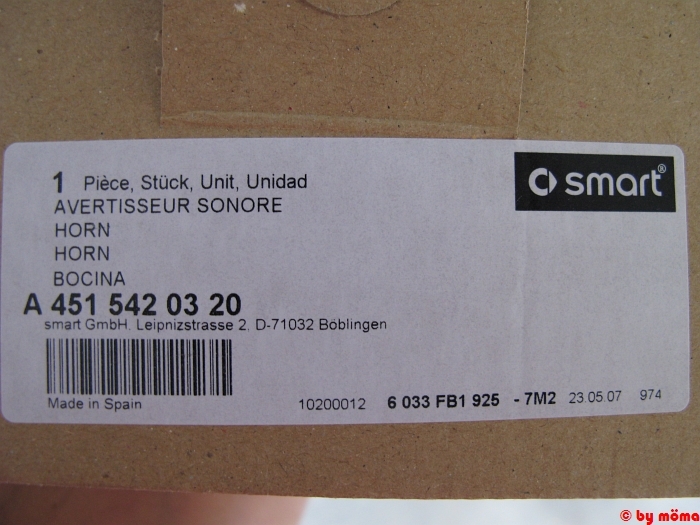 1 Pièce, Stück, Unit, Unidad
smart®
AVERTISSEUR SONORE
HORN
HORN
BOCINA
A 451 542 03 20
smart GmbH, Leipnizstrasse 2, D-71032 Böblingen
Made in Spain
10200012 6 033 FB1 925 - 7M2 23.05.07 974
© by möma